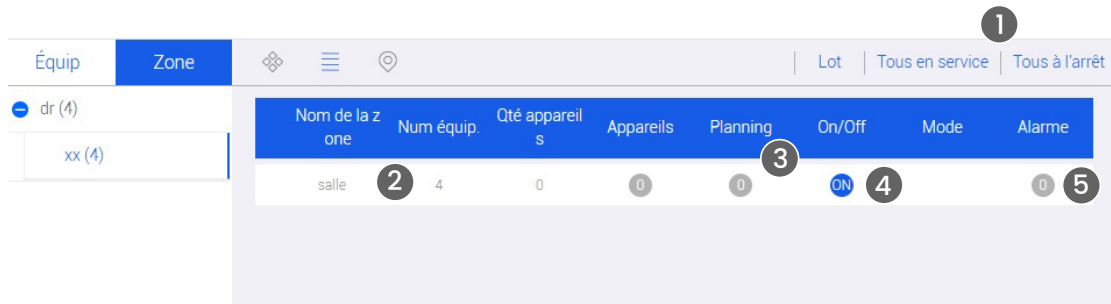 1
Équip Zone Lot Tous en service Tous à l'arrêt
dr (4)
xx (4)
Nom de la z
one
Num équip.
Qté appareil
s
Appareils Planning On/Off Mode Alarme
3
salle 2 4 0 0 0 ON 4 0 5